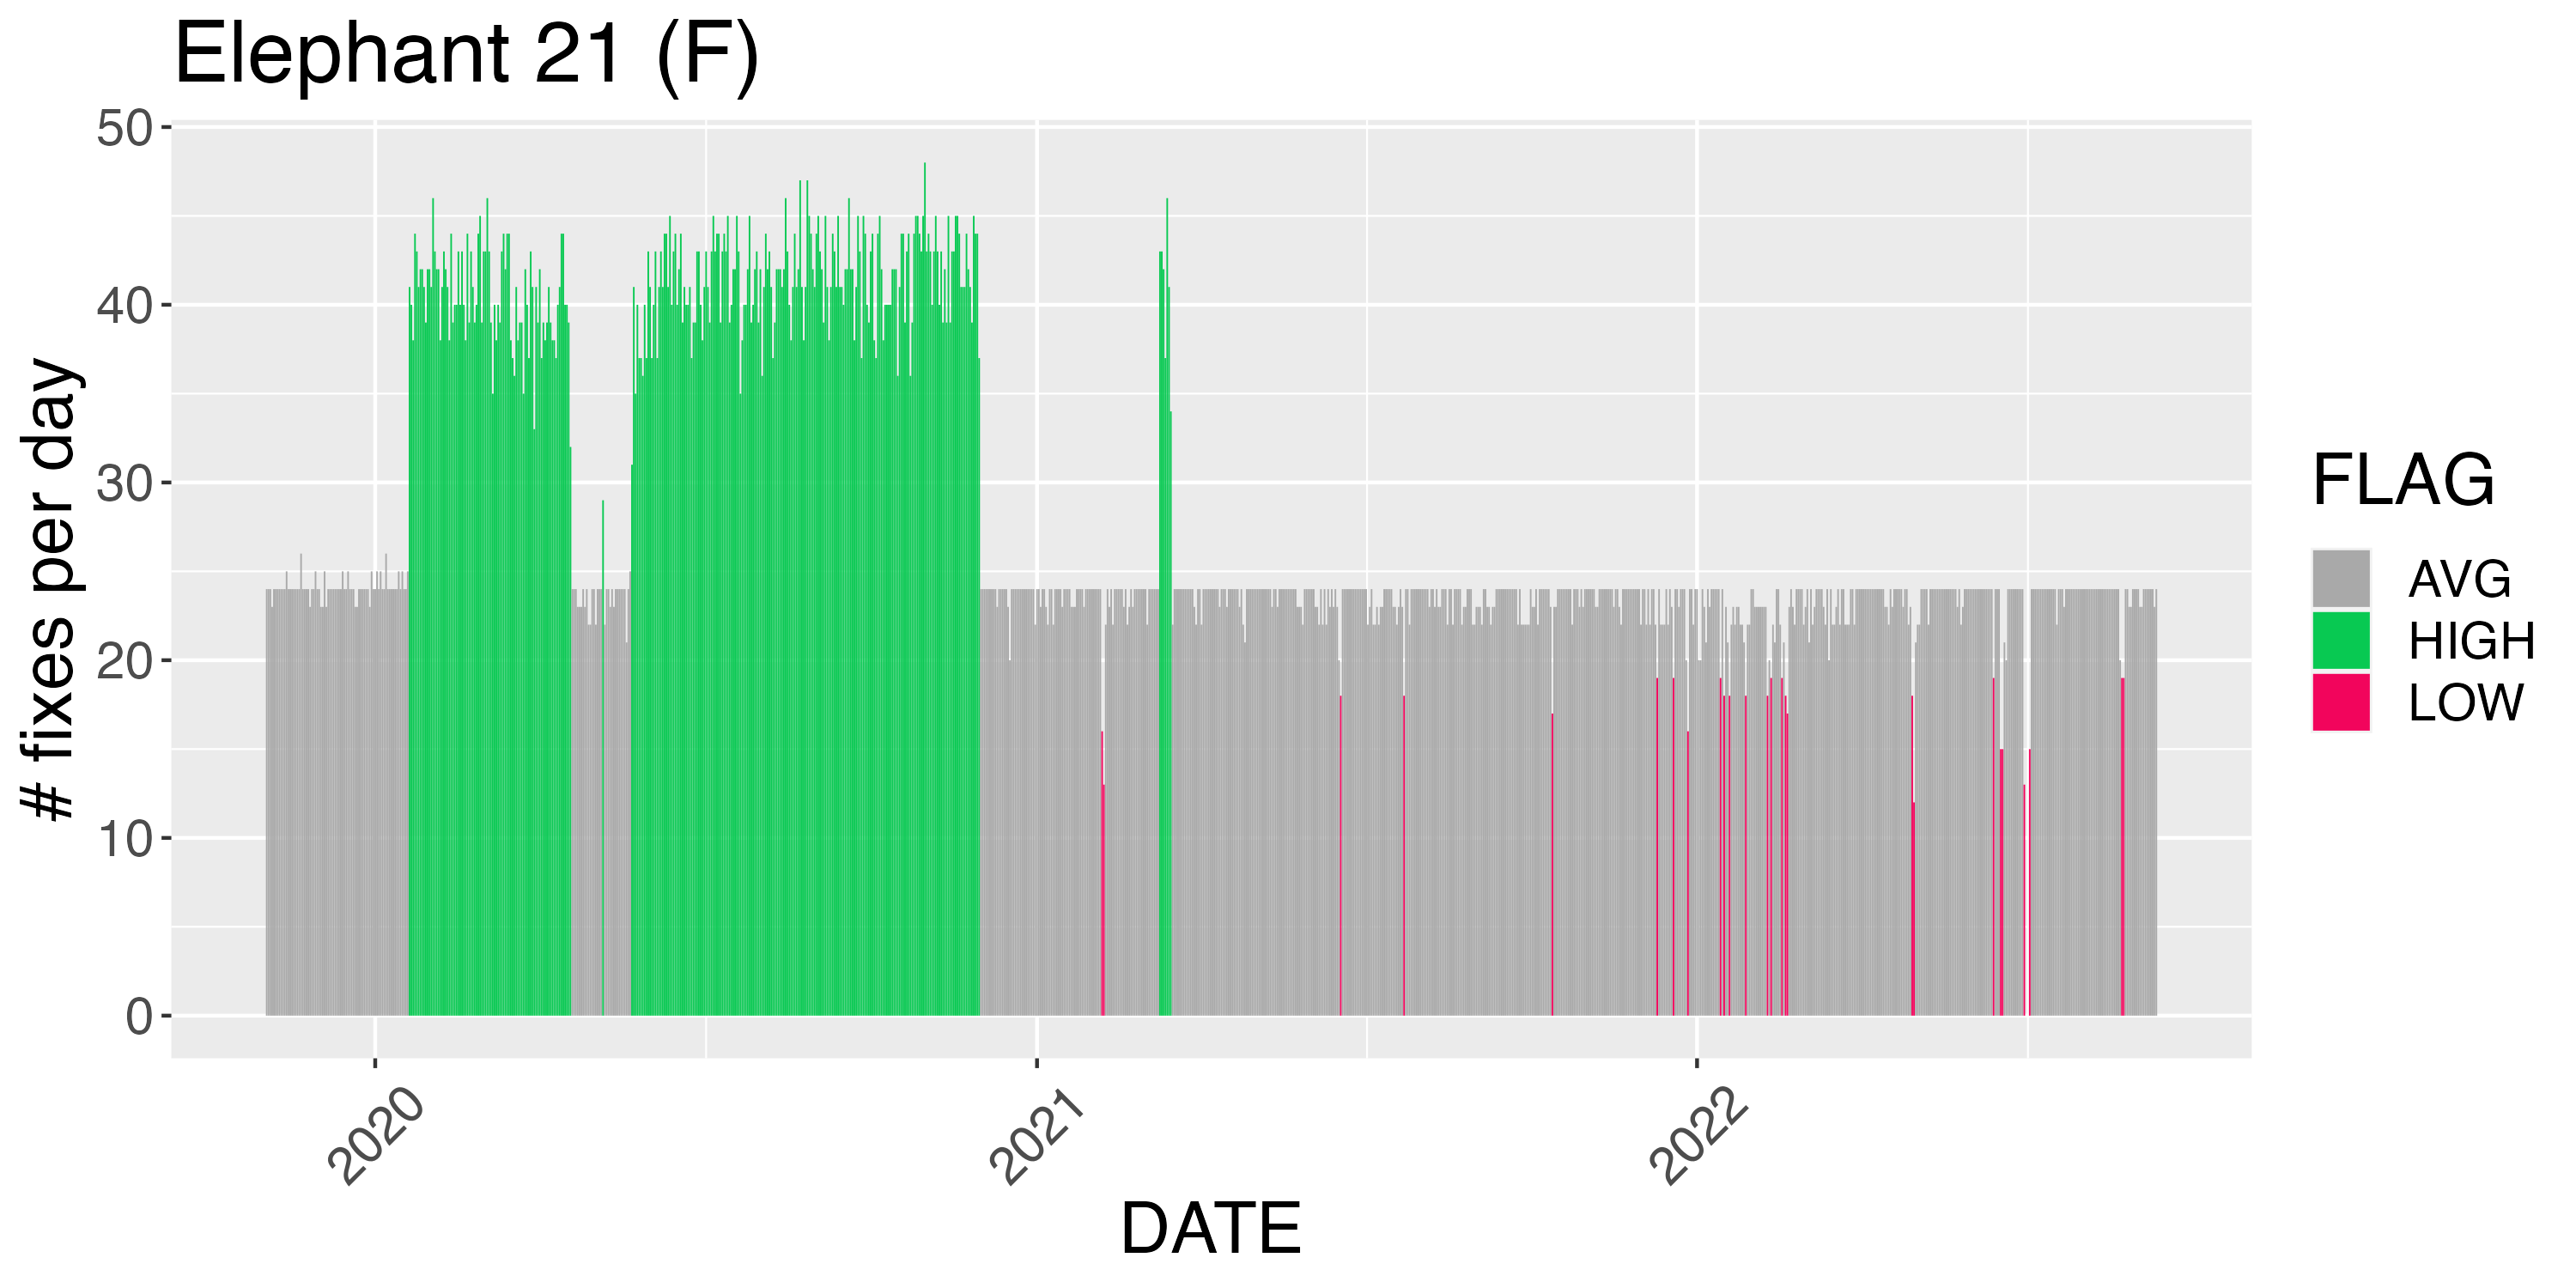 Elephant 21 (F)
# fixes per day
50
40
30
20
10
0
2020
2021
2022
DATE
FLAG
AVG
HIGH
LOW